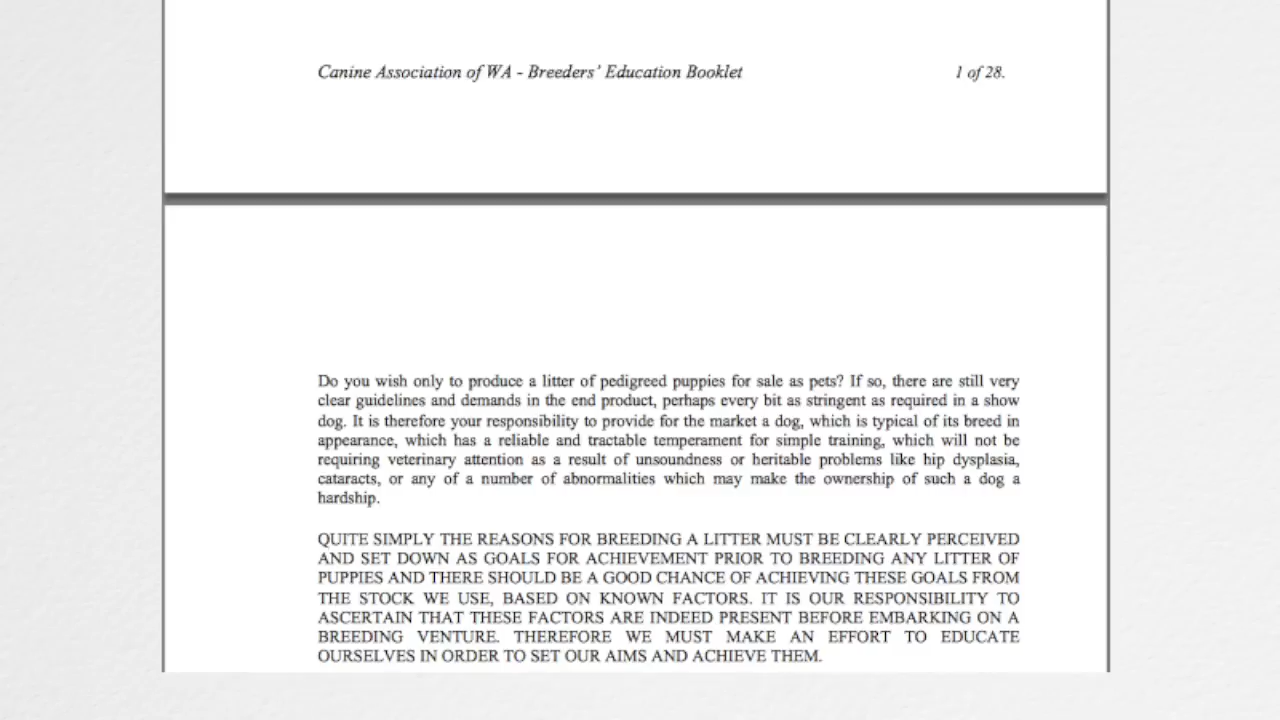 Canine Association of WA - Breeders' Education Booklet 1 of 28.
Do you wish only to produce a litter of pedigreed puppies for sale as pets? If so, there are still very
clear guidelines and demands in the end product, perhaps every bit as stringent as required in a show
dog. It is therefore your responsibility to provide for the market a dog, which is typical of its breed in
appearance, which has a reliable and tractable temperament for simple training, which will not be
requiring veterinary attention as a result of unsoundness or heritable problems like hip dysplasia,
cataracts, or any of a number of abnormalities which may make the ownership of such a dog a
hardship.
QUITE SIMPLY THE REASONS FOR BREEDING A LITTER MUST BE CLEARLY PERCEIVED
AND SET DOWN AS GOALS FOR ACHIEVEMENT PRIOR TO BREEDING ANY LITTER OF
PUPPIES AND THERE SHOULD BE A GOOD CHANCE OF ACHIEVING THESE GOALS FROM
THE STOCK WE USE, BASED ON KNOWN FACTORS. IT IS OUR RESPONSIBILITY TO
ASCERTAIN THAT THESE FACTORS ARE INDEED PRESENT BEFORE EMBARKING ON A
BREEDING VENTURE. THEREFORE WE MUST MAKE AN EFFORT TO EDUCATE
OURSELVES IN ORDER TO SET OUR AIMS AND ACHIEVE THEM.